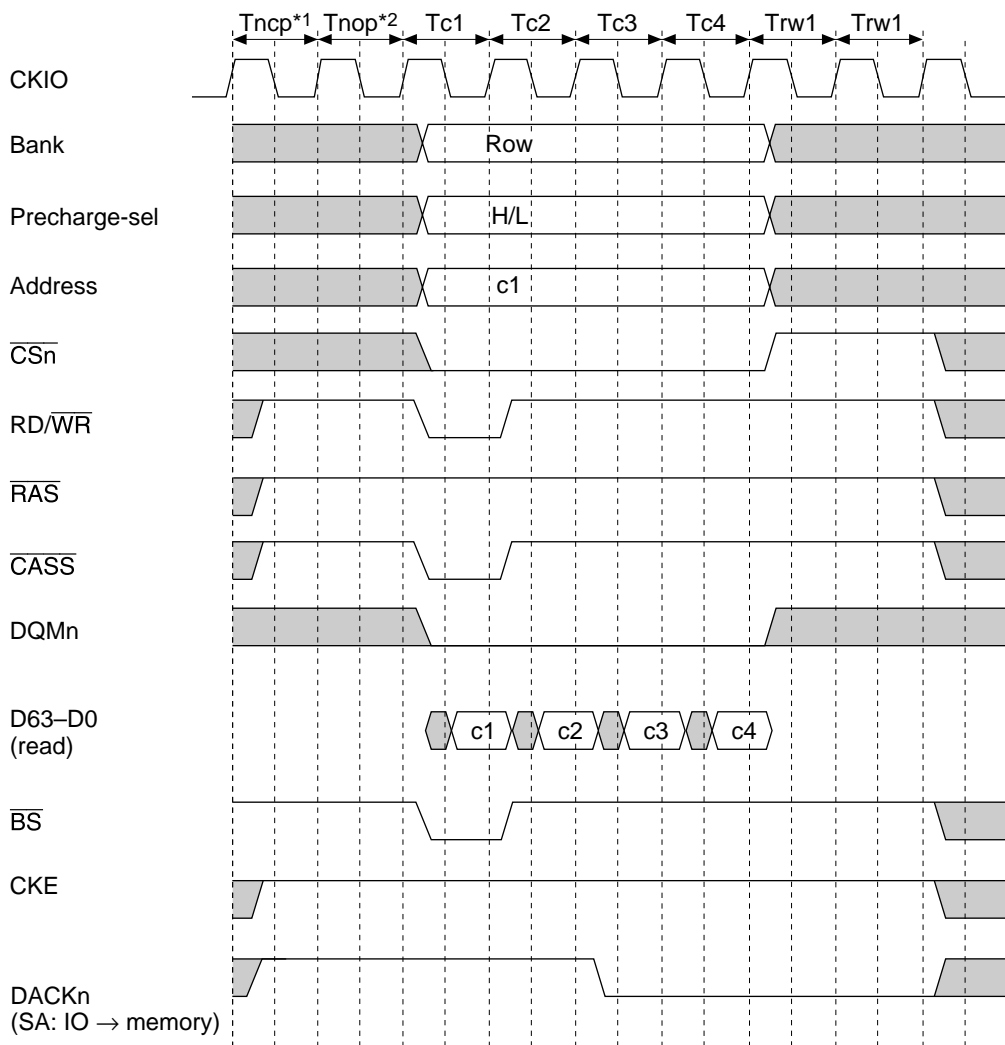 Tncp*1 Tnop*2 Tc1 Tc2 Tc3 Tc4 Trw1 Trw1
CKIO
Bank Row
Precharge-sel H/L
Address c1
CSn
RD/WR
RAS
CASS
DQMn
D63–D0
(read) c1 c2 c3 c4
BS
CKE
DACKn
(SA: IO → memory)